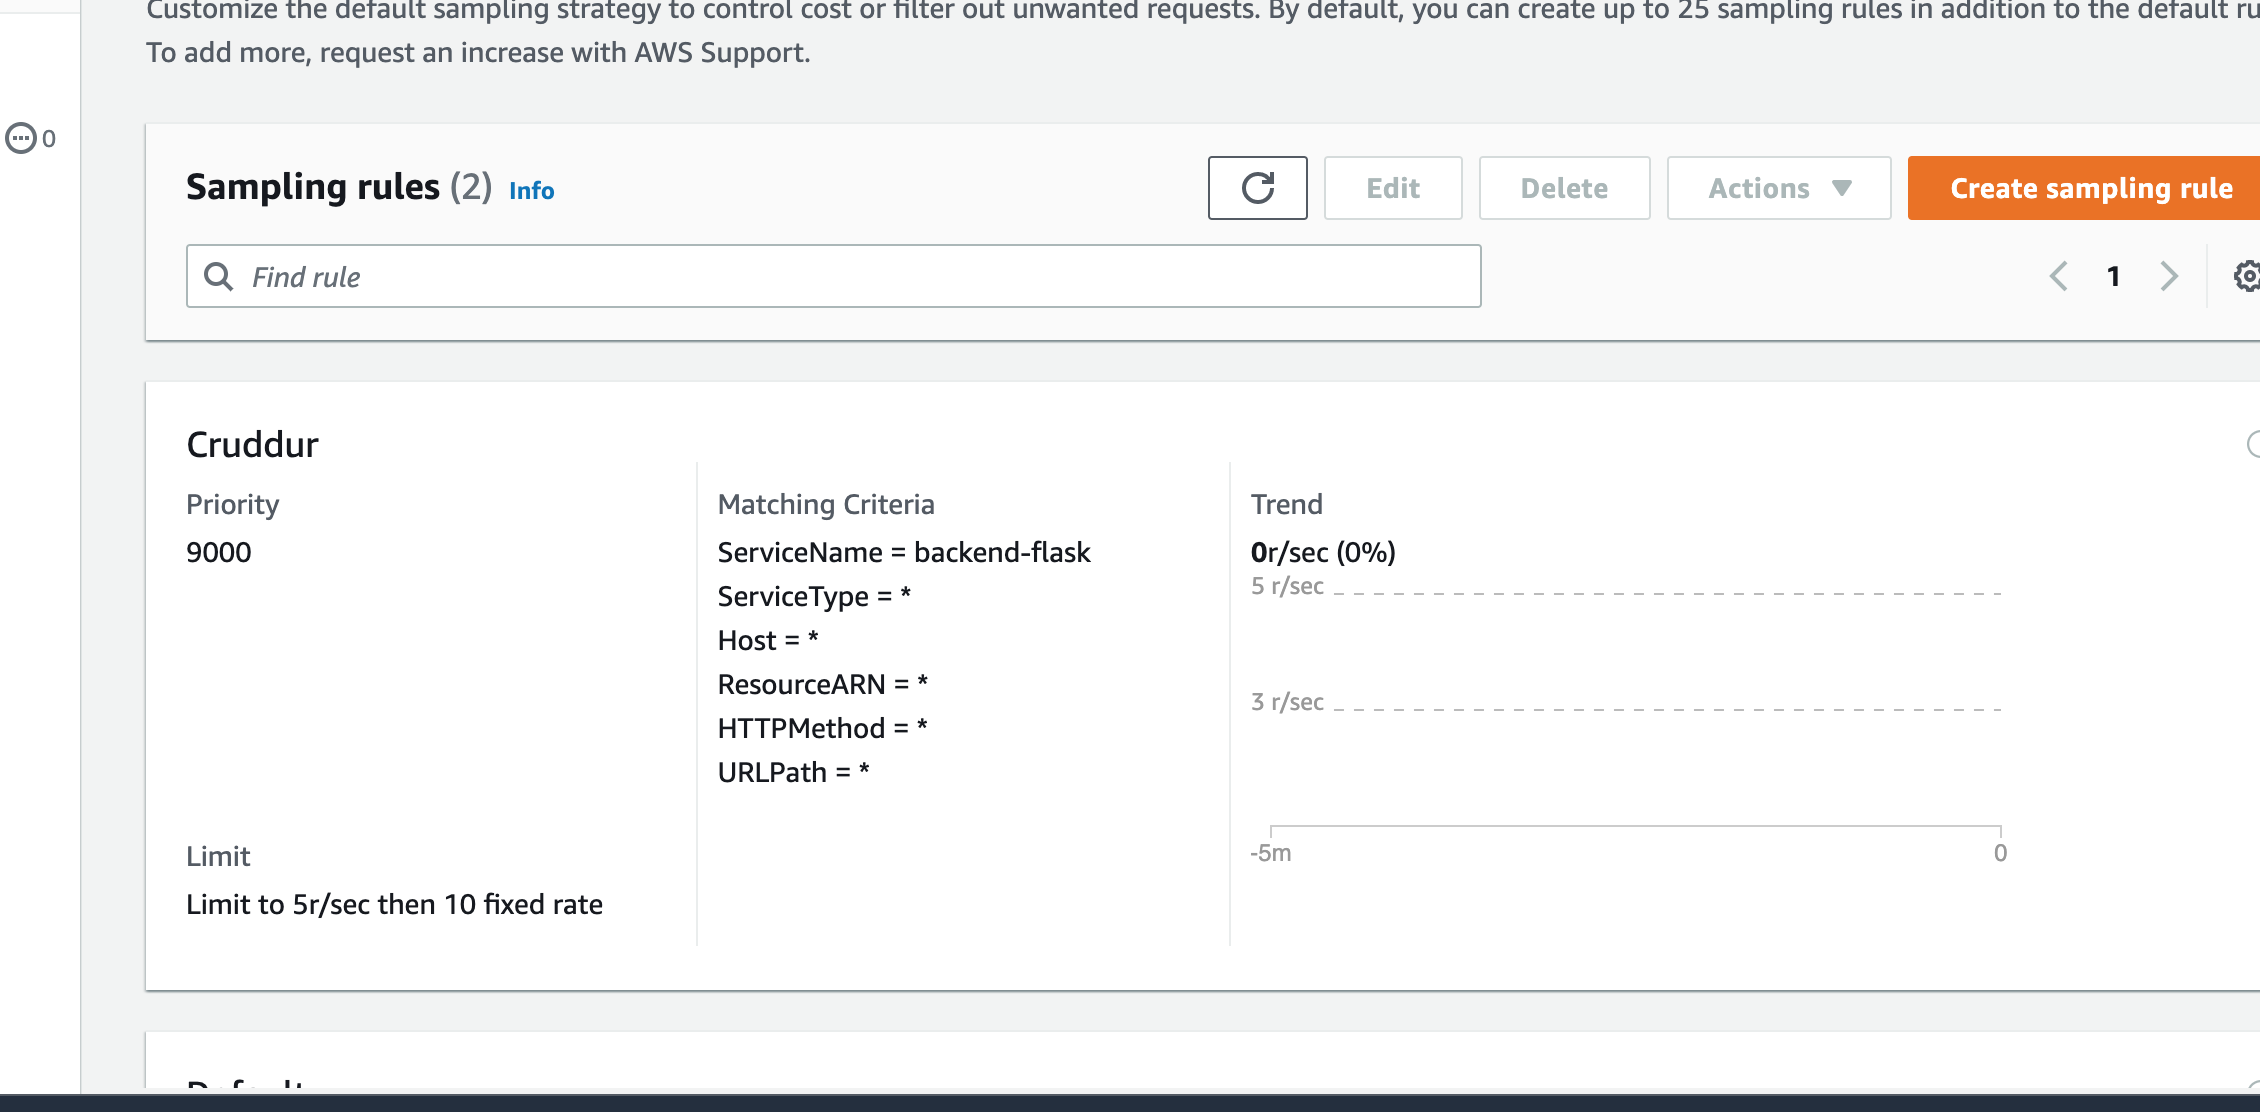 Customize the default sampling strategy to control cost or filter out unwanted requests. By default, you can create up to 25 sampling rules in addition to the default
To add more, request an increase with AWS Support.
0
Sampling rules (2) Info
Edit
Delete
Actions
Create sampling rule
Find rule
1
Cruddur
Priority
9000
Limit
Limit to 5r/sec then 10 fixed rate
Matching Criteria
ServiceName = backend-flask
ServiceType = *
Host = *
ResourceARN = *
HTTPMethod = *
URLPath = *
Trend
0r/sec (0%)
5 r/sec
3 r/sec
-5m
0
Default